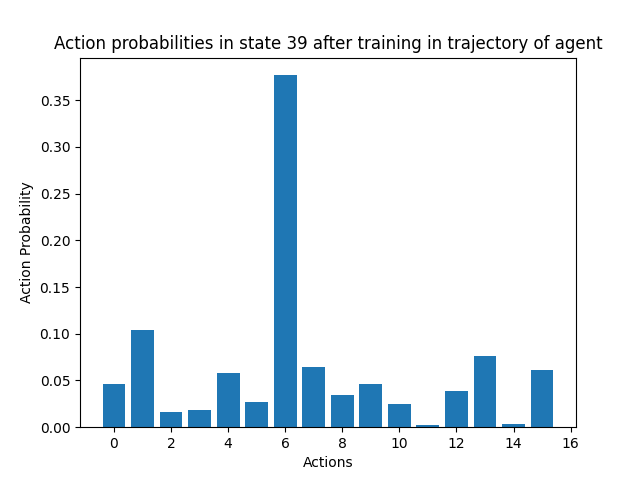 Action probabilities in state 39 after training in trajectory of agent
0.35
0.30
0.25
0.20
0.15
0.10
0.05
0.00
Action Probability
0 2 4 6 8 10 12 14 16
Actions